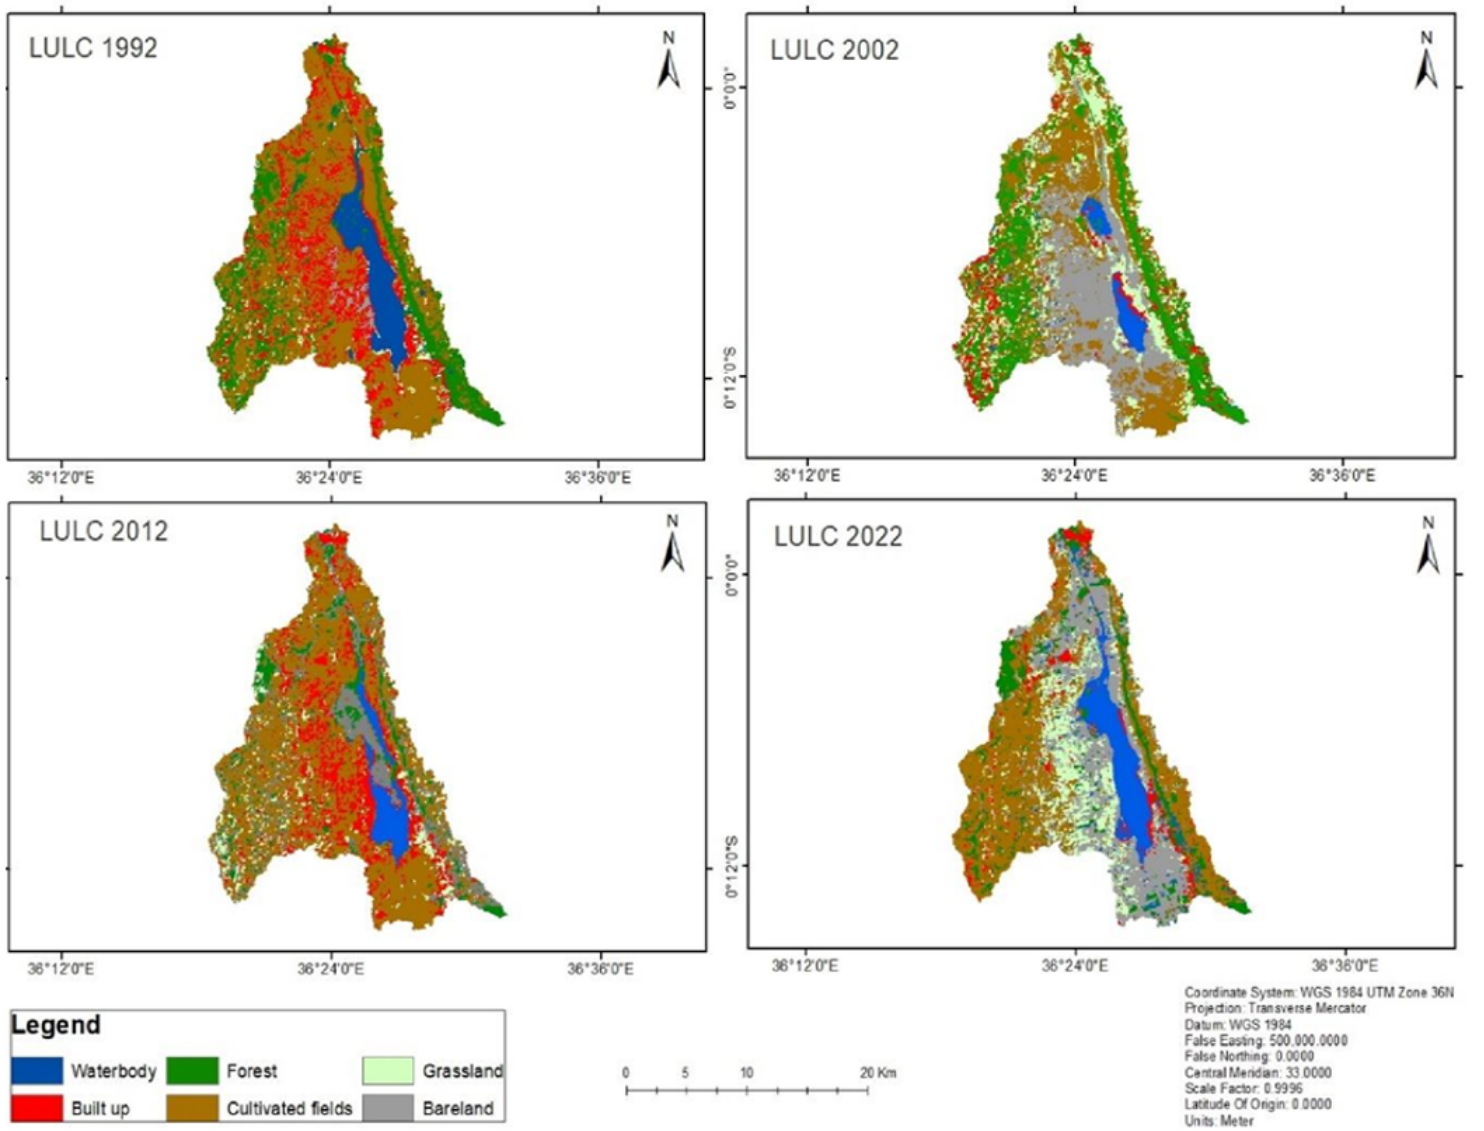 LULC 1992
N
LULC 2002
N
0°0'0"
0°12'0"S
36°12'0"E
36°24'0"E
36°36'0"E
36°12'0"E
36°24'0"E
36°36'0"E
LULC 2012
N
LULC 2022
N
0°0'0"
0°12'0"S
36°12'0"E
36°24'0"E
36°36'0"E
36°12'0"E
36°24'0"E
36°36'0"E
Legend
Waterbody
Forest
Grassland
Built up
Cultivated fields
Bareland
0 5 10 20 Km
Coordinate System: WGS 1984 UTM Zone 36N
Projection: Transverse Mercator
Datum: WGS 1984
False Easting: 500,000.0000
False Northing: 0.0000
Central Meridian: 33.0000
Scale Factor: 0.9996
Latitude Of Origin: 0.0000
Units: Meter